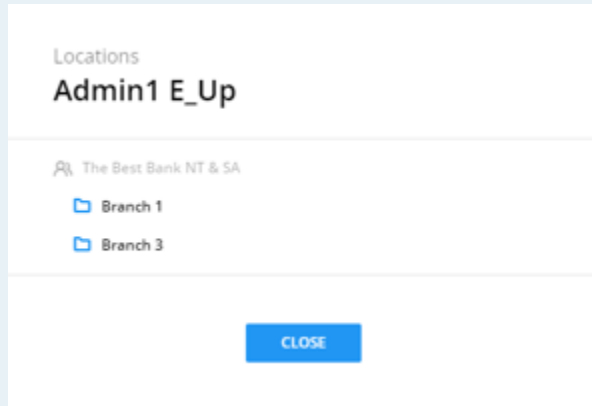 Locations
Admin1 E_Up
The Best Bank NT & SA
Branch 1
Branch 3
CLOSE